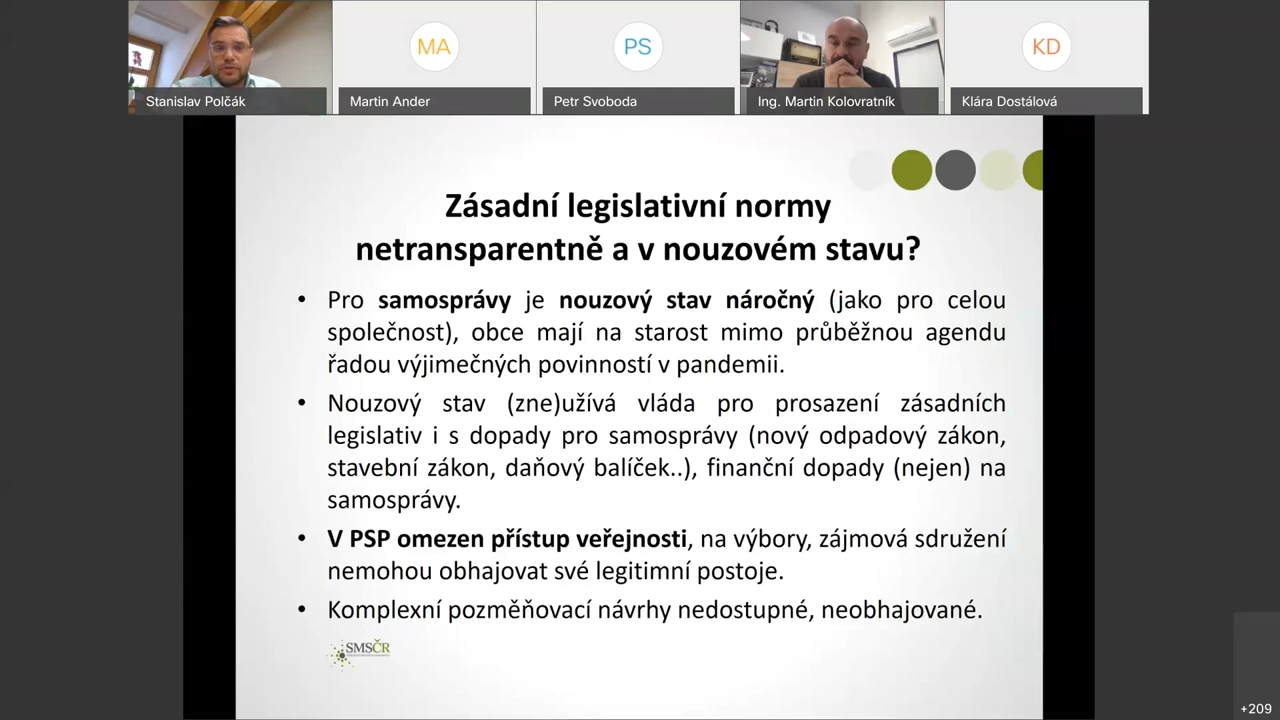 MA
PS
KD
Stanislav Polčák
Martin Ander
Petr Svoboda
Ing. Martin Kolovratník
Klára Dostálová
Zásadní legislativní normy
netransparentně a v nouzovém stavu?
• Pro samosprávy je nouzový stav náročný (jako pro celou
společnost), obce mají na starost mimo průběžnou agendu
řadou výjimečných povinností v pandemii.
• Nouzový stav (zne)užívá vláda pro prosazení zásadních
legislativ i s dopady pro samosprávy (nový odpadový zákon,
stavební zákon, daňový balíček..), finanční dopady (nejen) na
samosprávy.
• V PSP omezen přístup veřejnosti, na výbory, zájmová sdružení
nemohou obhajovat své legitimní postoje.
• Komplexní pozměňovací návrhy nedostupné, neobhajované.
SMSČR
+209